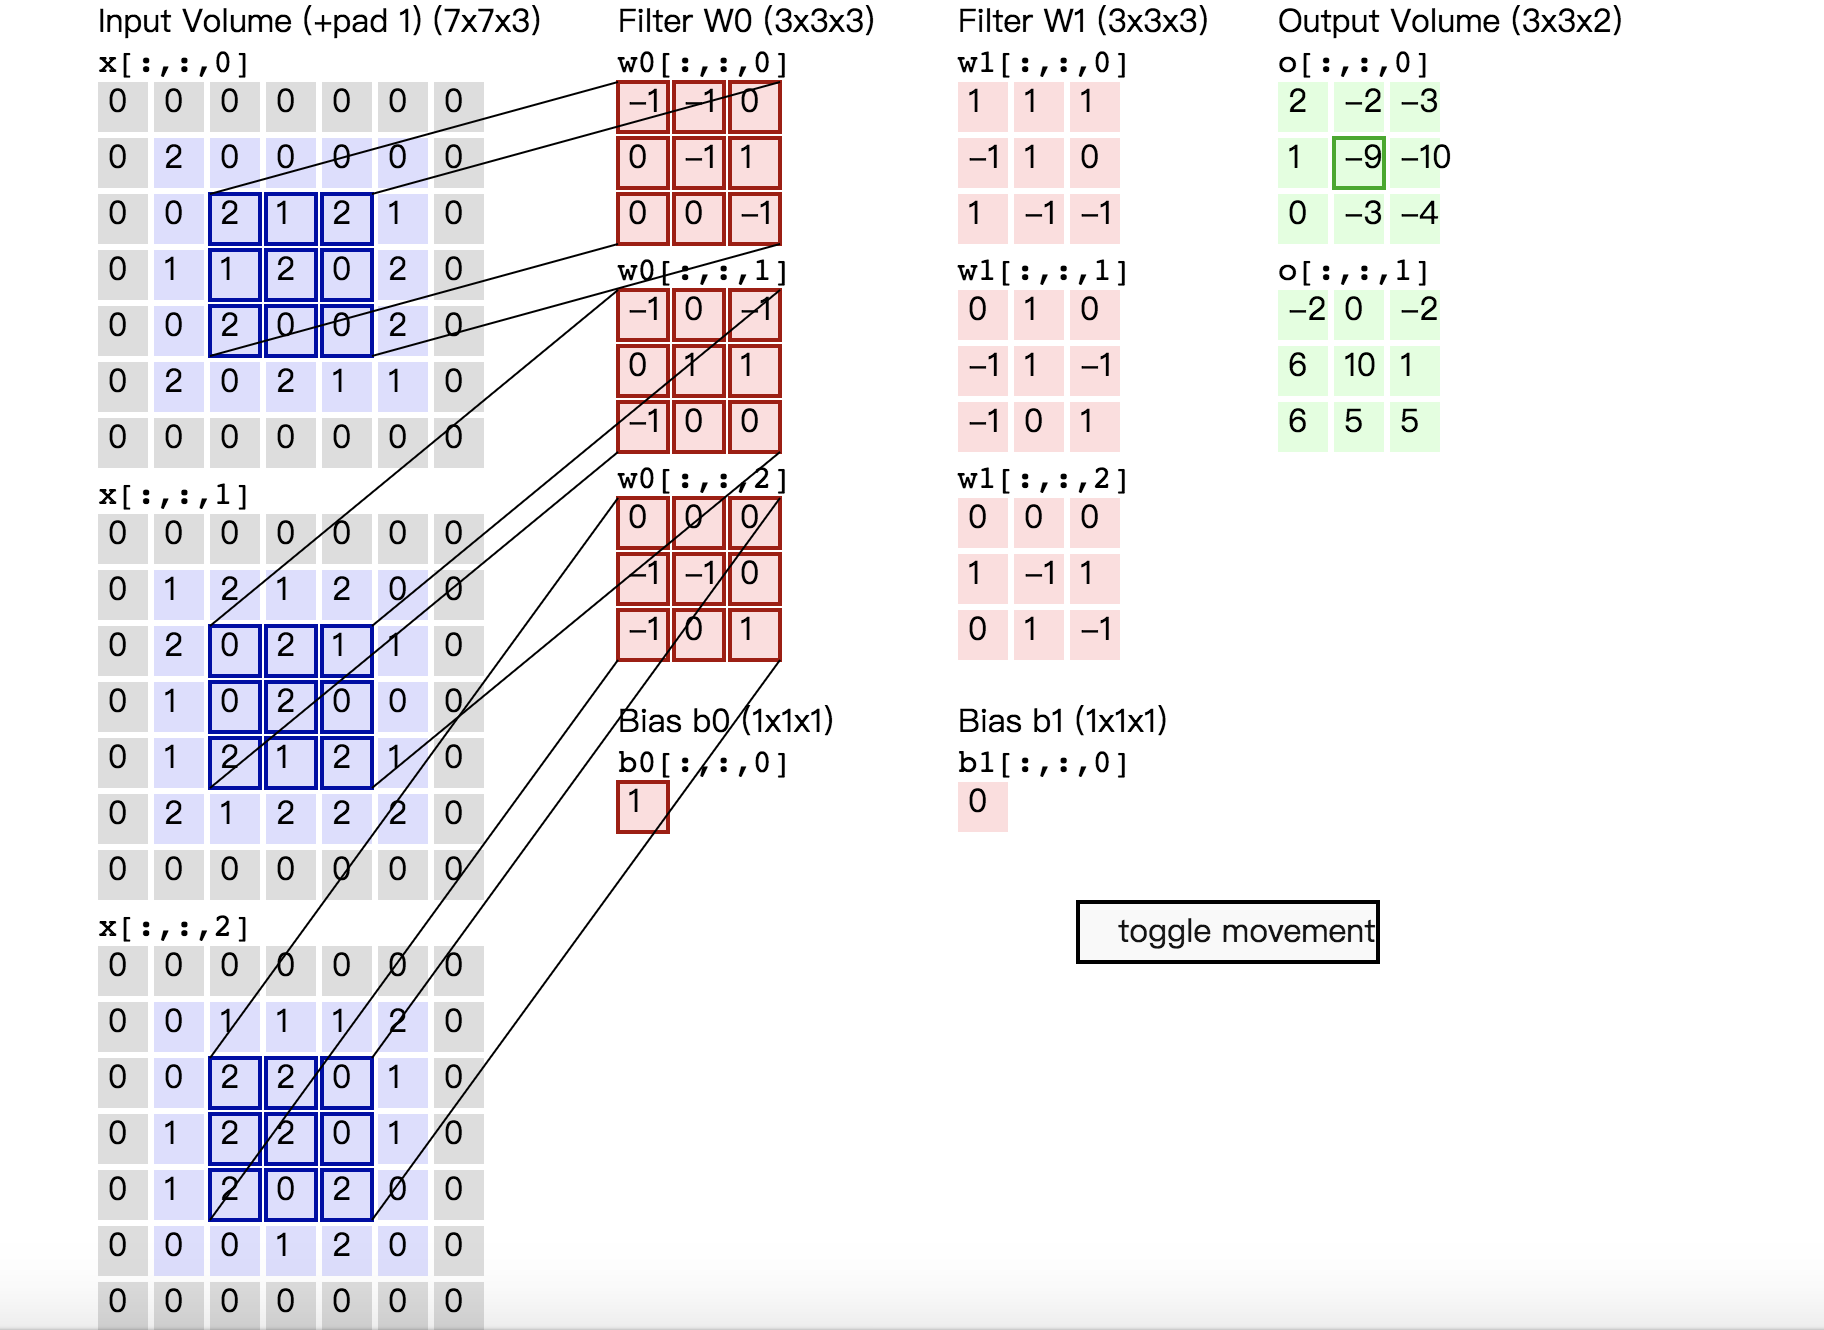 Input Volume (+pad 1) (7x7x3)
x[:,:,0]
0 0 0 0 0 0 0
0 2 0 0 0 0 0
0 0 2 1 2 1 0
0 1 1 2 0 2 0
0 0 2 0 0 2 0
0 2 0 2 1 1 0
0 0 0 0 0 0 0
x[:,:,1]
0 0 0 0 0 0 0
0 1 2 1 2 0 0
0 2 0 2 1 1 0
0 1 0 2 0 0 0
0 1 2 1 2 1 0
0 2 1 2 2 2 0
0 0 0 0 0 0 0
x[:,:,2]
0 0 0 0 0 0 0
0 0 1 1 1 2 0
0 0 2 2 0 1 0
0 1 2 2 0 1 0
0 1 2 0 2 0 0
0 0 0 1 2 0 0
0 0 0 0 0 0 0
Filter W0 (3x3x3)
w0[:,:,0]
−1 −1 0
0 −1 1
0 0 −1
w0[:,:,1]
−1 0 −1
0 1 1
−1 0 0
w0[:,:,2]
0 0 0
−1 −1 0
−1 0 1
Bias b0 (1x1x1)
b0[:,:,0]
1
Filter W1 (3x3x3)
w1[:,:,0]
1 1 1
−1 1 0
1 −1 −1
w1[:,:,1]
0 1 0
−1 1 −1
−1 0 1
w1[:,:,2]
0 0 0
1 −1 1
0 1 −1
Bias b1 (1x1x1)
b1[:,:,0]
0
Output Volume (3x3x2)
o[:,:,0]
2 −2 −3
1 −9 −10
0 −3 −4
o[:,:,1]
−2 0 −2
6 10 1
6 5 5
toggle movement